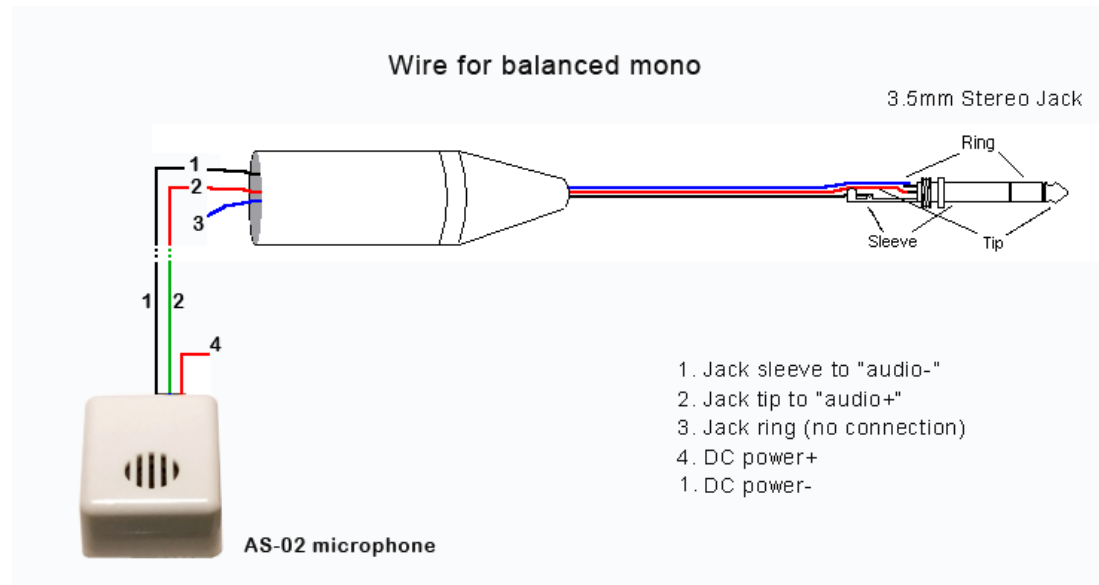 Wire for balanced mono
3.5mm Stereo Jack
Ring
1
2
3
Sleeve
Tip
1
2
4
1. Jack sleeve to "audio-"
2. Jack tip to "audio+"
3. Jack ring (no connection)
4. DC power+
1. DC power-
AS-02 microphone